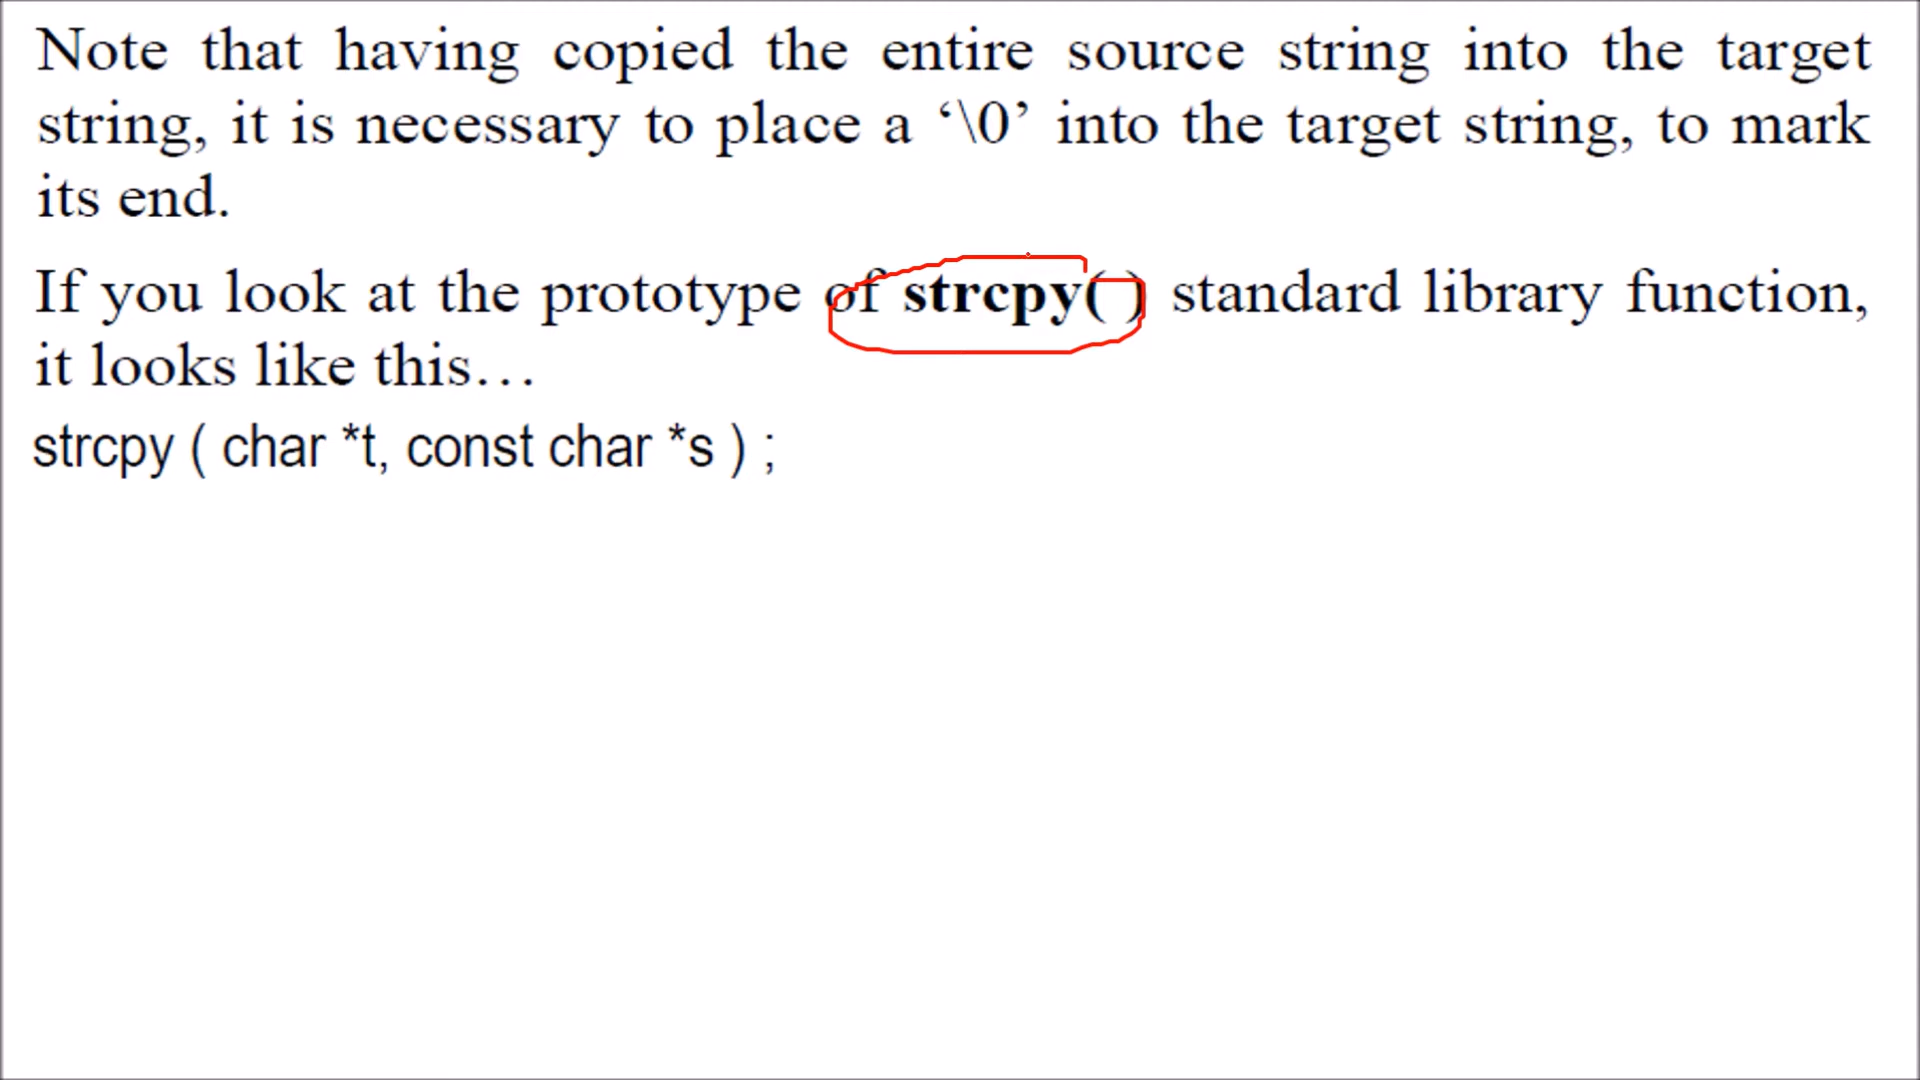 Note that having copied the entire source string into the target
string, it is necessary to place a ‘\0’ into the target string, to mark
its end.
If you look at the prototype of strcpy( ) standard library function,
it looks like this…
strcpy ( char *t, const char *s ) ;